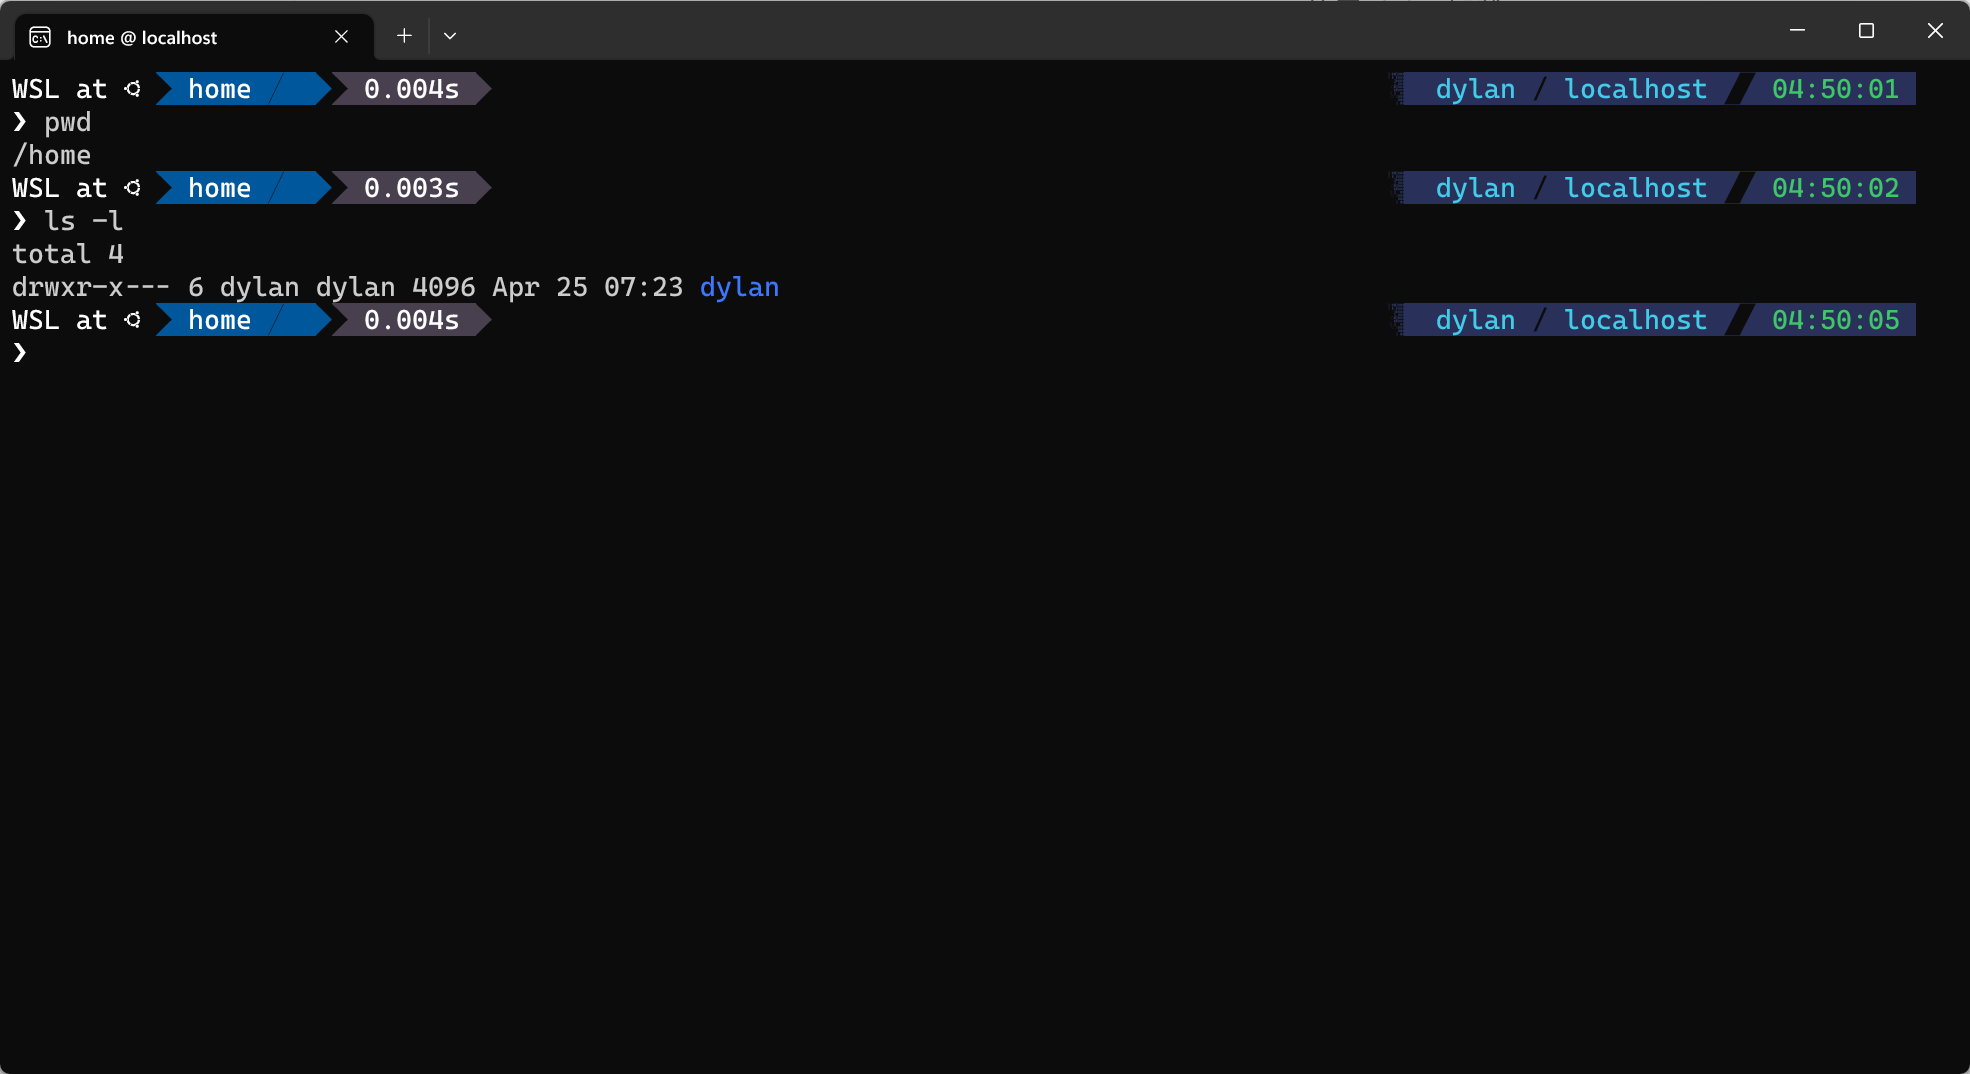 home @ localhost
WSL at home 0.004s dylan / localhost 04:50:01
❯ pwd
/home
WSL at home 0.003s dylan / localhost 04:50:02
❯ ls -l
total 4
drwxr-x--- 6 dylan dylan 4096 Apr 25 07:23 dylan
WSL at home 0.004s dylan / localhost 04:50:05
❯